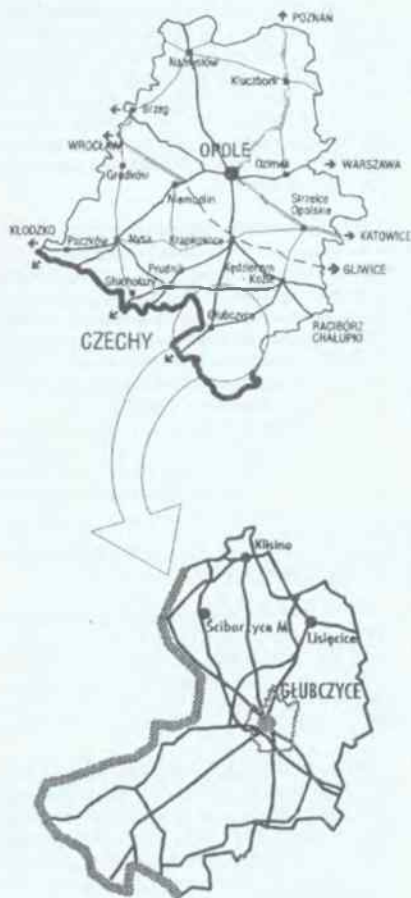 POZNAŃ
Namysłów
Kluczbork
Brzeg
WROCŁAW
OPOLE
Ozimek
WARSZAWA
Grodków
Niemodlin
Strzelce
Opolskie
KŁODZKO
KATOWICE
Paczków
Nysa
Krapkowice
GLIWICE
Prudnik
Kędzierzyn
Koźle
Głuchołazy
Głubczyce
RACIBÓRZ
CHAŁUPKI
CZECHY
Klisino
Ściborzyce M.
Lisięcice
GŁUBCZYCE